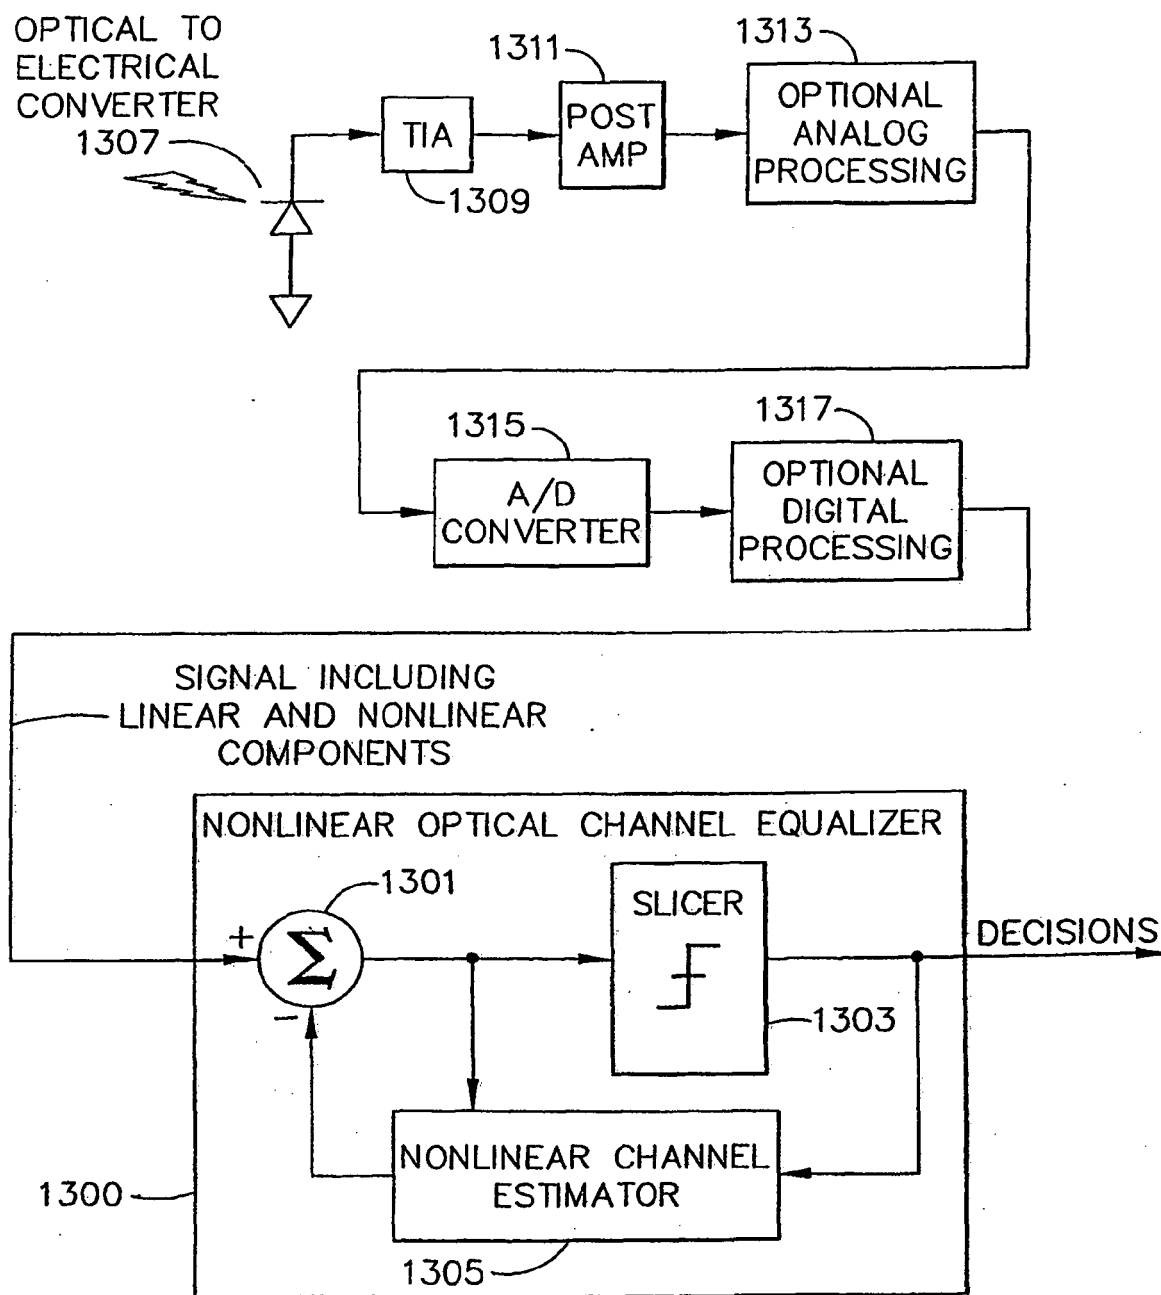 OPTICAL TO
ELECTRICAL
CONVERTER
1307
TIA
1309
1311
POST
AMP
1313
OPTIONAL
ANALOG
PROCESSING
1315
A/D
CONVERTER
1317
OPTIONAL
DIGITAL
PROCESSING
SIGNAL INCLUDING
LINEAR AND NONLINEAR
COMPONENTS
NONLINEAR OPTICAL CHANNEL EQUALIZER
1301
+
Σ
-
SLICER
1303
DECISIONS
NONLINEAR CHANNEL
ESTIMATOR
1300
1305